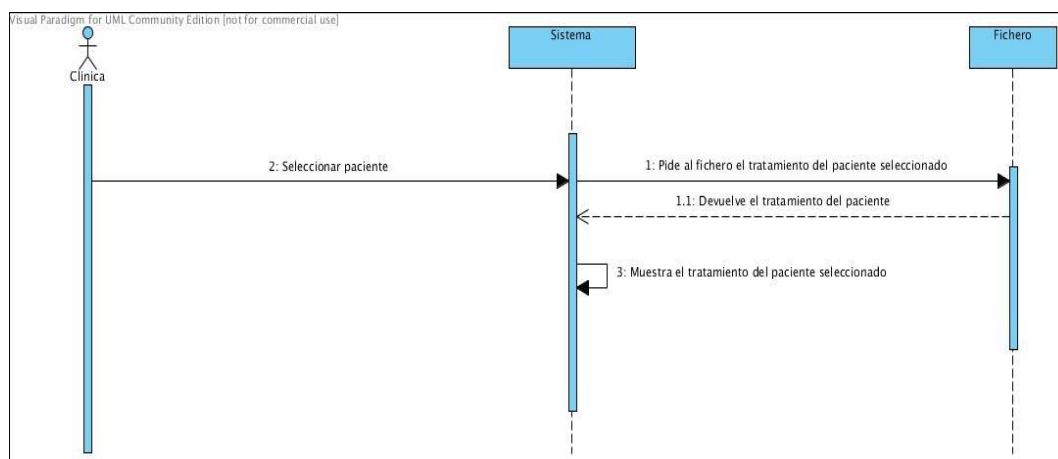 Visual Paradigm for UML Community Edition [not for commercial use]
Clinica
Sistema
Fichero
2: Seleccionar paciente
1: Pide al fichero el tratamiento del paciente seleccionado
1.1: Devuelve el tratamiento del paciente
3: Muestra el tratamiento del paciente seleccionado